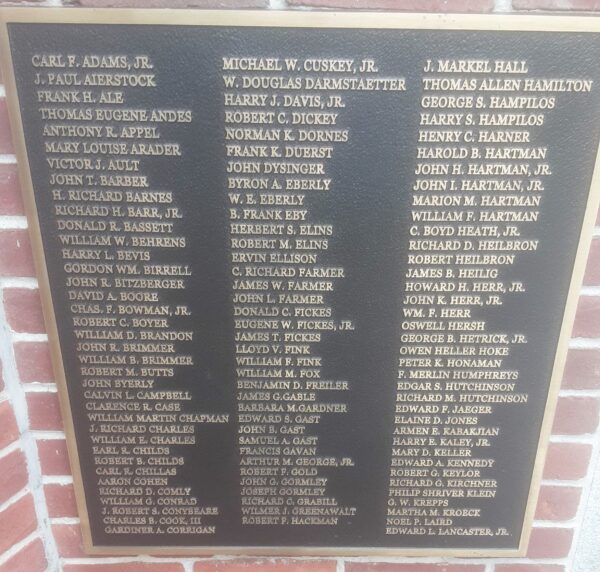 CARL F. ADAMS, JR.
J. PAUL AIERSTOCK
FRANK H. ALE
THOMAS EUGENE ANDES
ANTHONY R. APPEL
MARY LOUISE ARADER
VICTOR J. AULT
JOHN T. BARBER
H. RICHARD BARNES
RICHARD H. BARR, JR.
DONALD R. BASSETT
WILLIAM W. BEHRENS
HARRY L. BEVIS
GORDON WM. BIRRELL
JOHN R. BITZBERGER
DAVID A. BOORE
CHAS. F. BOWMAN, JR.
ROBERT C. BOYER
WILLIAM D. BRANDON
JOHN R. BRIMMER
WILLIAM B. BRIMMER
ROBERT M. BUTTS
JOHN BYERLY
CALVIN L. CAMPBELL
CLARENCE R. CASE
WILLIAM MARTIN CHAPMAN
J. RICHARD CHARLES
WILLIAM E. CHARLES
EARL R. CHILDS
ROBERT B. CHILDS
CARL R. CHILLAS
AARON COHEN
RICHARD D. COMLY
WILLIAM G. CONRAD
J. ROBERT S. CONYBEARE
CHARLES B. COOK, III
GARDINER A. CORRIGAN
MICHAEL W. CUSKEY, JR.
W. DOUGLAS DARMSTAETTER
HARRY J. DAVIS, JR.
ROBERT C. DICKEY
NORMAN K. DORNES
FRANK K. DUERST
JOHN DYSINGER
BYRON A. EBERLY
W. E. EBERLY
B. FRANK EBY
HERBERT S. ELINS
ROBERT M. ELINS
ERVIN ELLISON
C. RICHARD FARMER
JAMES W. FARMER
JOHN L. FARMER
DONALD C. FICKES
EUGENE W. FICKES, JR.
JAMES T. FICKES
LLOYD V. FINK
WILLIAM F. FINK
WILLIAM M. FOX
BENJAMIN D. FREILER
JAMES G.GABLE
BARBARA M.GARDNER
EDWARD S. GAST
JOHN B. GAST
SAMUEL A. GAST
FRANCIS GAVAN
ARTHUR M. GEORGE, JR.
ROBERT F. GOLD
JOHN G. GORMLEY
JOSEPH GORMLEY
RICHARD C. GRABILL
WILMER J. GREENAWALT
ROBERT F. HACKMAN
J. MARKEL HALL
THOMAS ALLEN HAMILTON
GEORGE S. HAMPILOS
HARRY S. HAMPILOS
HENRY C. HARNER
HAROLD B. HARTMAN
JOHN H. HARTMAN, JR.
JOHN I. HARTMAN, JR.
MARION M. HARTMAN
WILLIAM F. HARTMAN
C. BOYD HEATH, JR.
RICHARD D. HEILBRON
ROBERT HEILBRON
JAMES B. HEILIG
HOWARD H. HERR, JR.
JOHN K. HERR, JR.
WM. F. HERR
OSWELL HERSH
GEORGE B. HETRICK, JR.
OWEN HELLER HOKE
PETER K. HONAMAN
F. MERLIN HUMPHREYS
EDGAR S. HUTCHINSON
RICHARD M. HUTCHINSON
EDWARD F. JAEGER
ELAINE D. JONES
ARMEN E. KABAKJIAN
HARRY E. KALEY, JR.
MARY D. KELLER
EDWARD A. KENNEDY
ROBERT G. KEYLOR
RICHARD G. KIRCHNER
PHILIP SHRIVER KLEIN
G. W. KREPPS
MARTHA M. KROECK
NOEL P. LAIRD
EDWARD L. LANCASTER, JR.